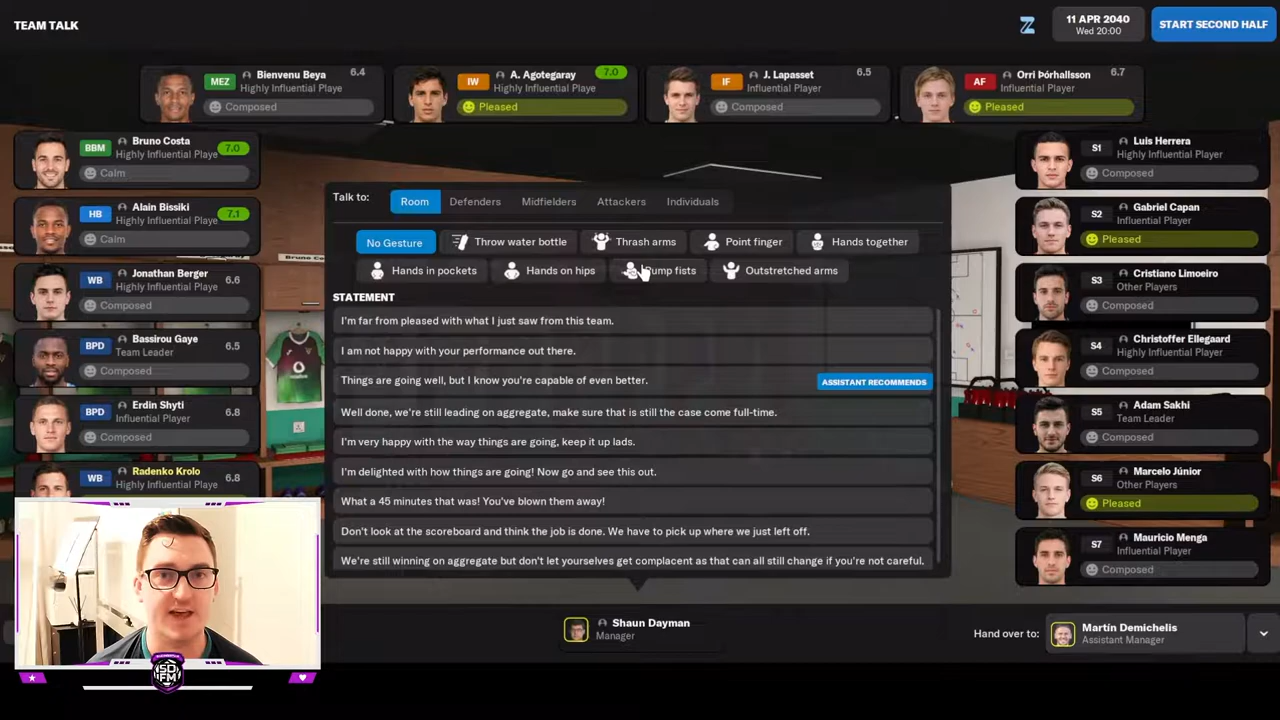 TEAM TALK
11 APR 2040
Wed 20:00
START SECOND HALF
MEZ
Bienvenu Beya
6.4
Highly Influential Playe
Composed
IW
A. Agotegaray
7.0
Highly Influential Playe
Pleased
IF
J. Lapasset
6.5
Influential Player
Composed
AF
Orri Þórhallsson
6.7
Influential Player
Pleased
BBM
Bruno Costa
Highly Influential Playe
7.0
Calm
HB
Alain Bissiki
Highly Influential Playe
7.1
Calm
WB
Jonathan Berger
Highly Influential Playe
6.6
Composed
BPD
Bassirou Gaye
Team Leader
6.5
Composed
BPD
Erdin Shyti
Influential Player
6.8
Composed
WB
Radenko Krolo
Highly Influential Playe
6.8
Talk to:
Room
Defenders
Midfielders
Attackers
Individuals
No Gesture
Throw water bottle
Thrash arms
Point finger
Hands together
Hands in pockets
Hands on hips
ump fists
Outstretched arms
STATEMENT
I'm far from pleased with what I just saw from this team.
I am not happy with your performance out there.
Things are going well, but I know you're capable of even better.
ASSISTANT RECOMMENDS
Well done, we're still leading on aggregate, make sure that is still the case come full-time.
I'm very happy with the way things are going, keep it up lads.
I'm delighted with how things are going! Now go and see this out.
What a 45 minutes that was! You've blown them away!
Don't look at the scoreboard and think the job is done. We have to pick up where we just left off.
We're still winning on aggregate but don't let yourselves get complacent as that can all still change if you're not careful.
S1
Luis Herrera
Highly Influential Player
Composed
S2
Gabriel Capan
Influential Player
Pleased
S3
Cristiano Limoeiro
Other Players
Composed
S4
Christoffer Ellegaard
Highly Influential Player
Composed
S5
Adam Sakhi
Team Leader
Composed
S6
Marcelo Júnior
Other Players
Pleased
S7
Mauricio Menga
Influential Player
Composed
Shaun Dayman
Manager
Hand over to:
Martín Demichelis
Assistant Manager
SD
FM